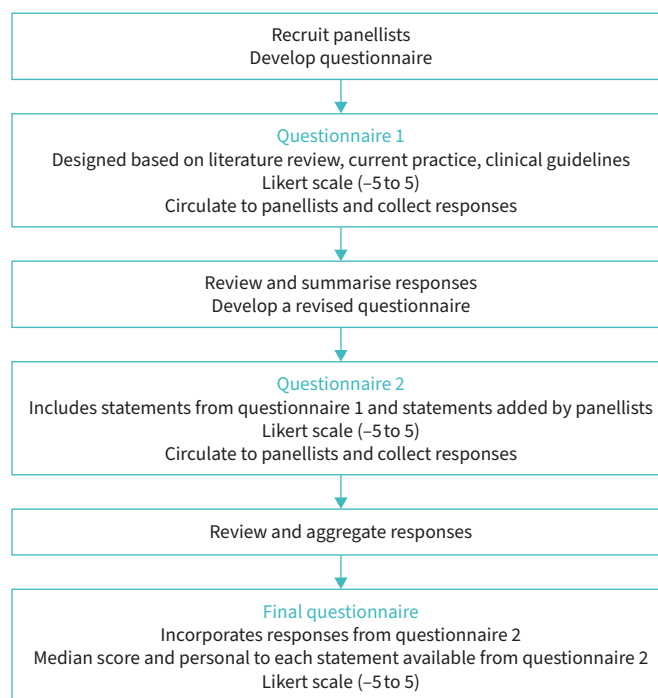 Recruit panellists
Develop questionnaire
Questionnaire 1
Designed based on literature review, current practice, clinical guidelines
Likert scale (–5 to 5)
Circulate to panellists and collect responses
Review and summarise responses
Develop a revised questionnaire
Questionnaire 2
Includes statements from questionnaire 1 and statements added by panellists
Likert scale (–5 to 5)
Circulate to panellists and collect responses
Review and aggregate responses
Final questionnaire
Incorporates responses from questionnaire 2
Median score and personal to each statement available from questionnaire 2
Likert scale (–5 to 5)